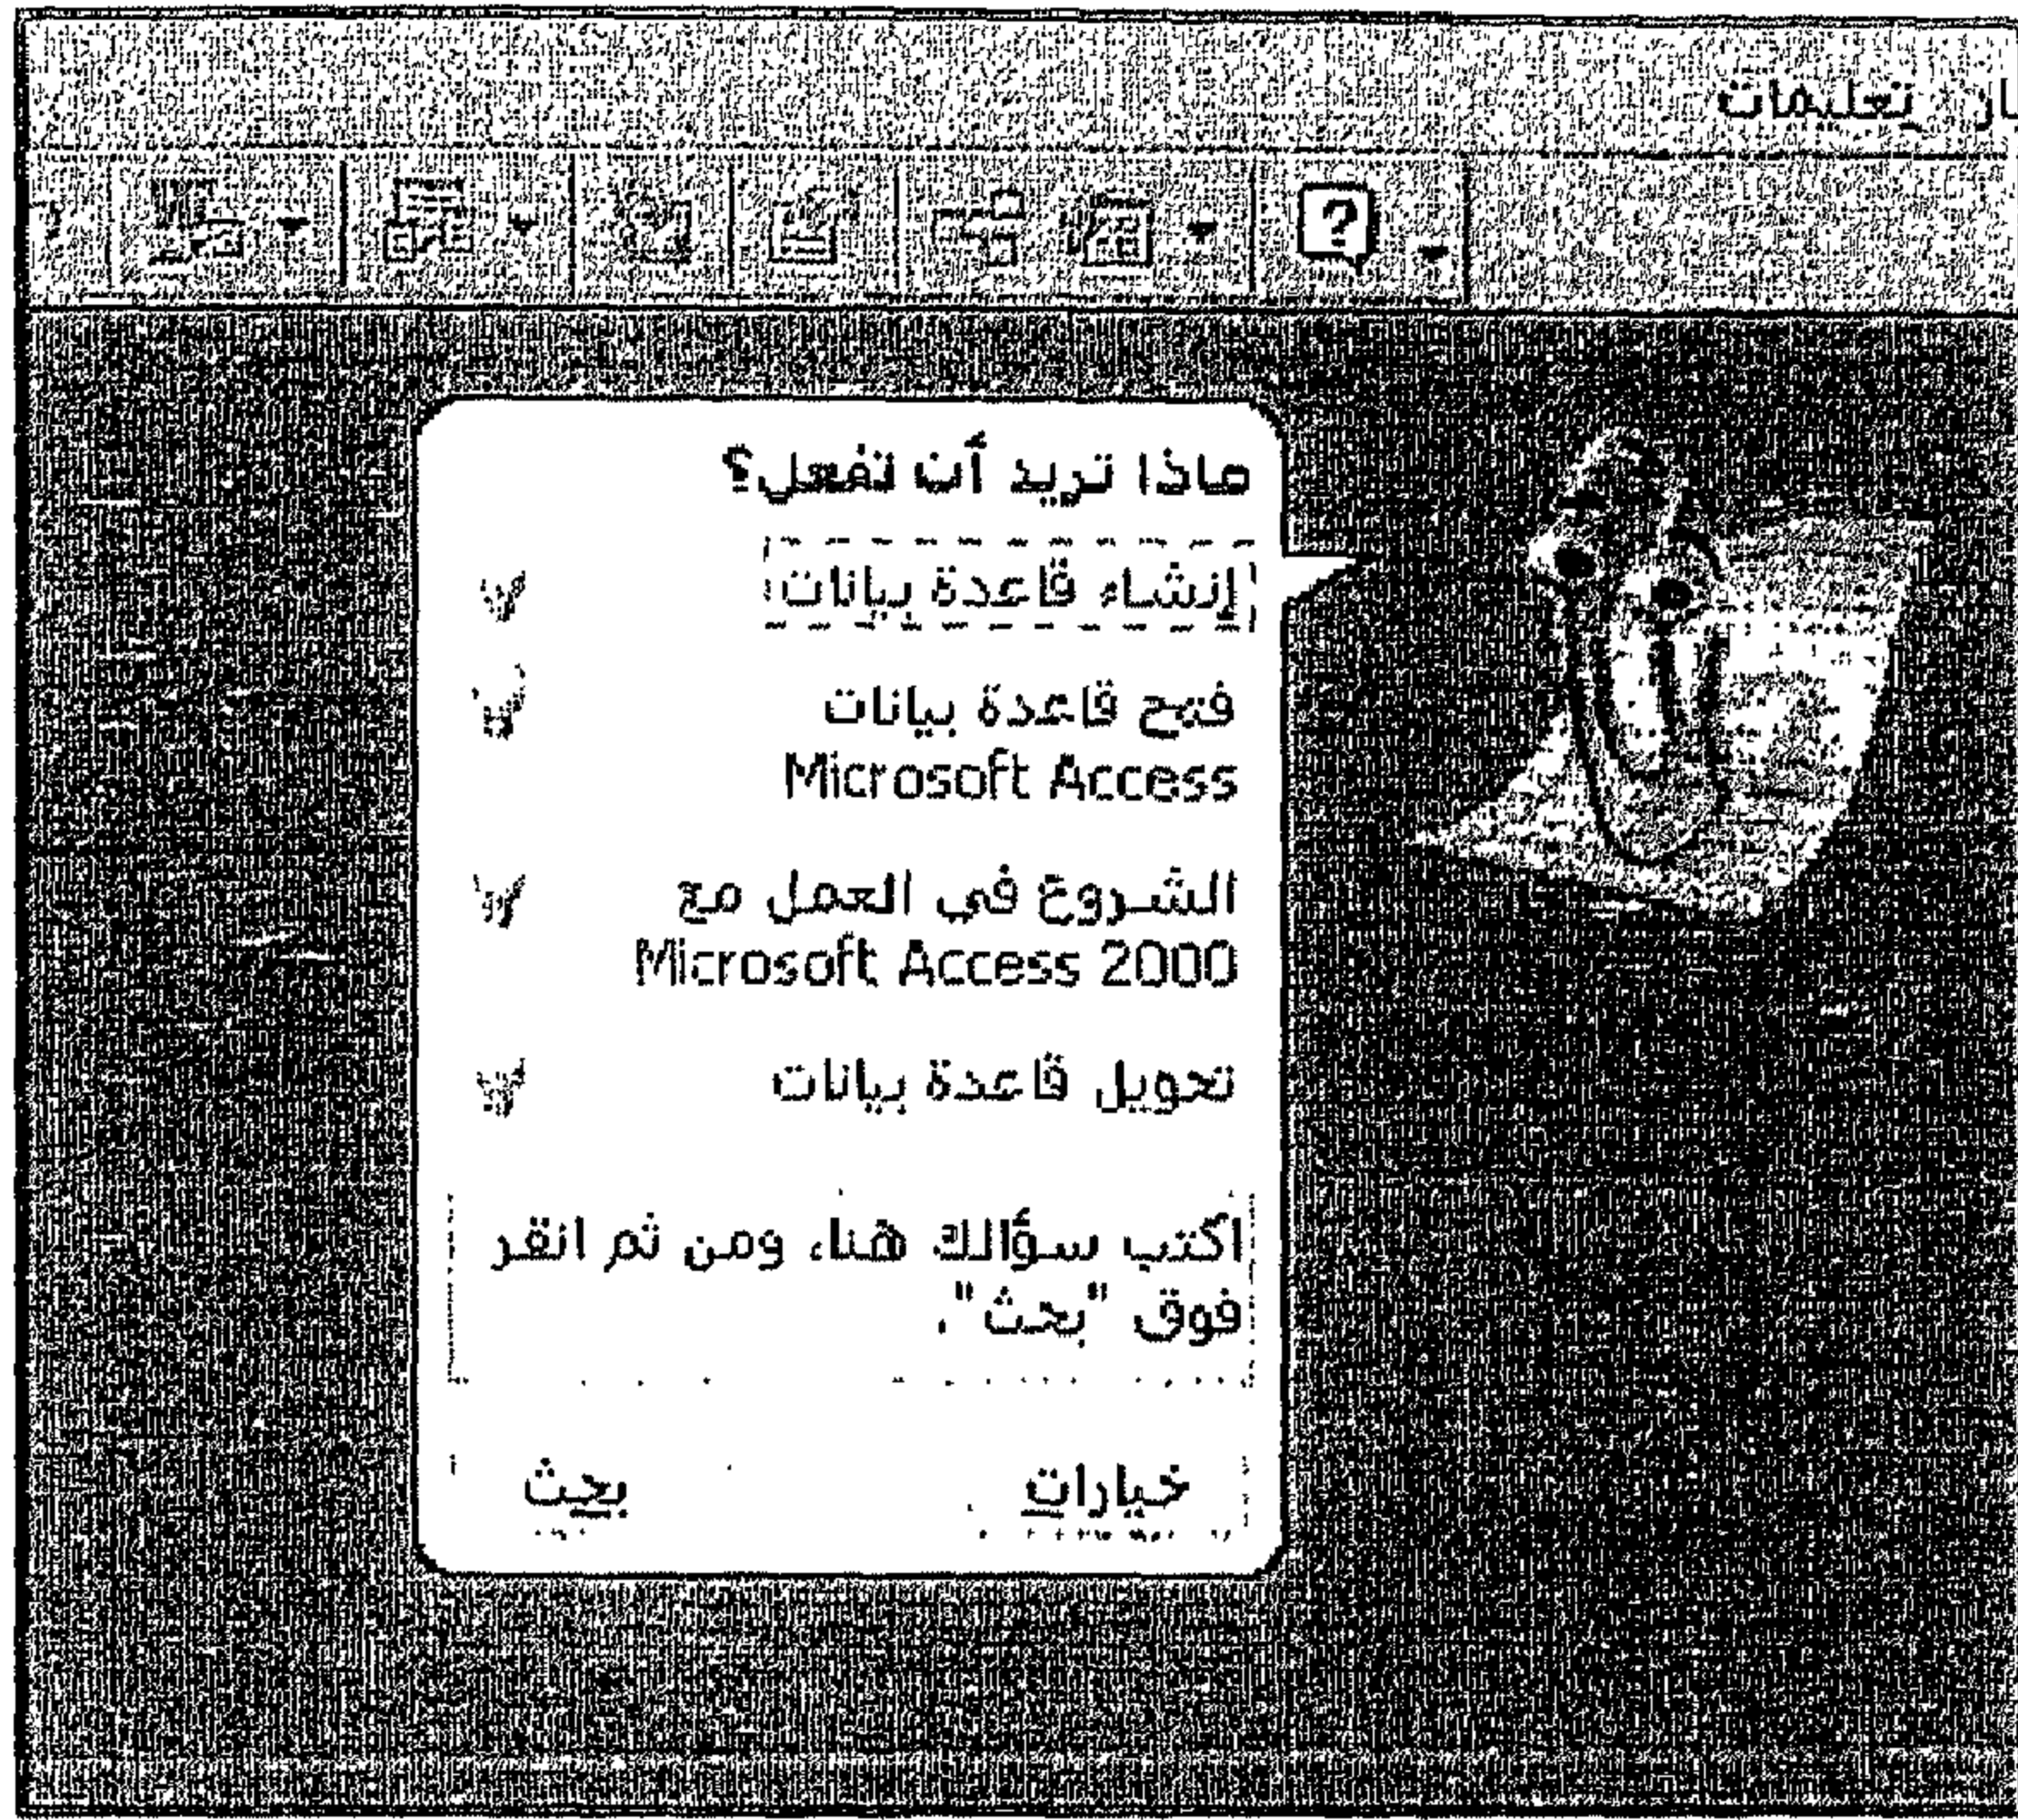 تعليمات
ماذا تريد أن تفعل؟
إنشاء قاعدة بيانات
فتح قاعدة بيانات
Microsoft Access
الشروع في العمل مع
Microsoft Access 2000
تحويل قاعدة بيانات
اكتب سؤالك هنا، ومن ثم انقر
فوق "بحث".
خيارات بحث